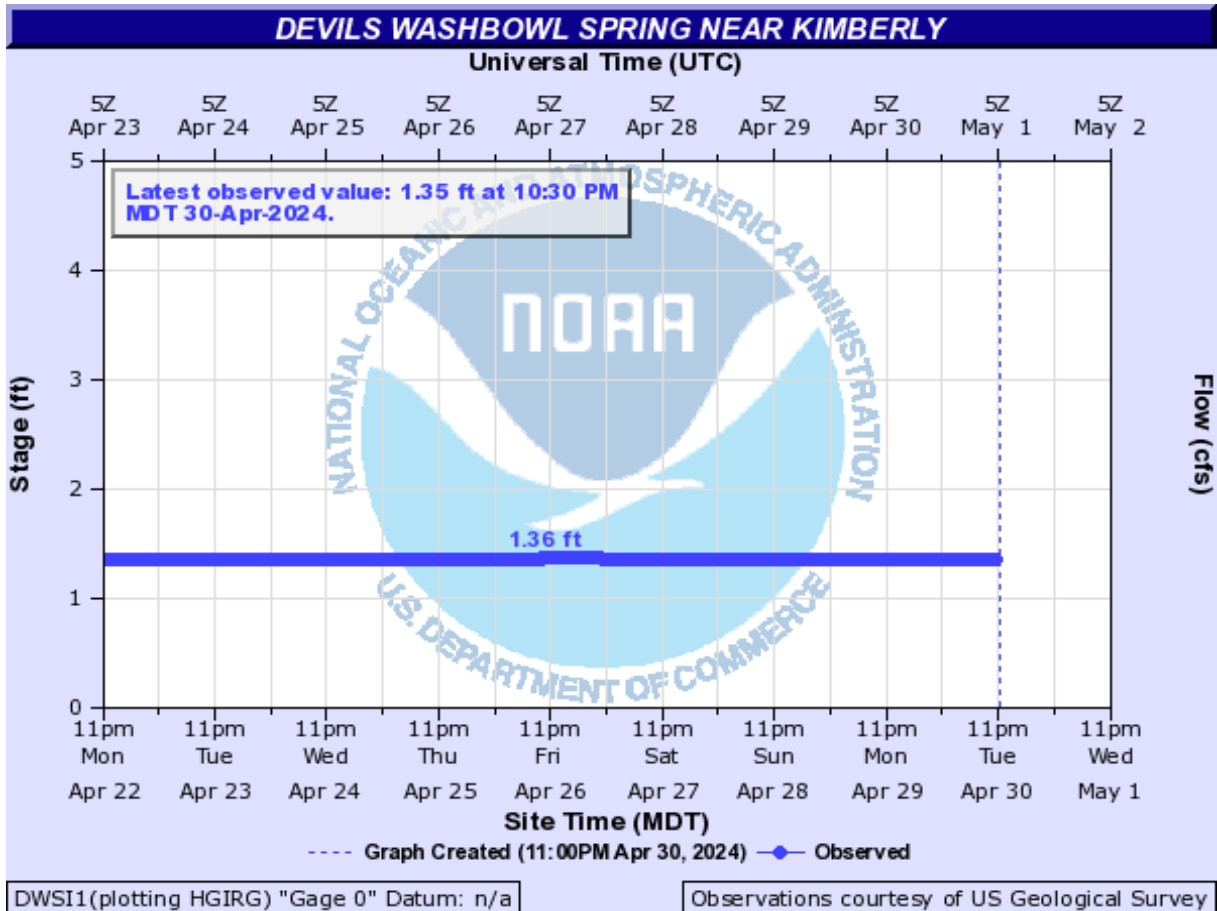 DEVILS WASHBOWL SPRING NEAR KIMBERLY
Universal Time (UTC)
5Z 5Z 5Z 5Z 5Z 5Z 5Z 5Z 5Z 5Z
Apr 23 Apr 24 Apr 25 Apr 26 Apr 27 Apr 28 Apr 29 Apr 30 May 1 May 2
Latest observed value: 1.35 ft at 10:30 PM
MDT 30-Apr-2024.
NATIONAL OCEANIC AND ATMOSPHERIC ADMINISTRATION
NOAA
U.S. DEPARTMENT OF COMMERCE
5
4
3
2
1
0
Stage (ft)
Flow (cfs)
1.36 ft
11pm 11pm 11pm 11pm 11pm 11pm 11pm 11pm 11pm 11pm
Mon Tue Wed Thu Fri Sat Sun Mon Tue Wed
Apr 22 Apr 23 Apr 24 Apr 25 Apr 26 Apr 27 Apr 28 Apr 29 Apr 30 May 1
Site Time (MDT)
Graph Created (11:00PM Apr 30, 2024) Observed
DWSI1(plotting HGIRG) "Gage 0" Datum: n/a
Observations courtesy of US Geological Survey